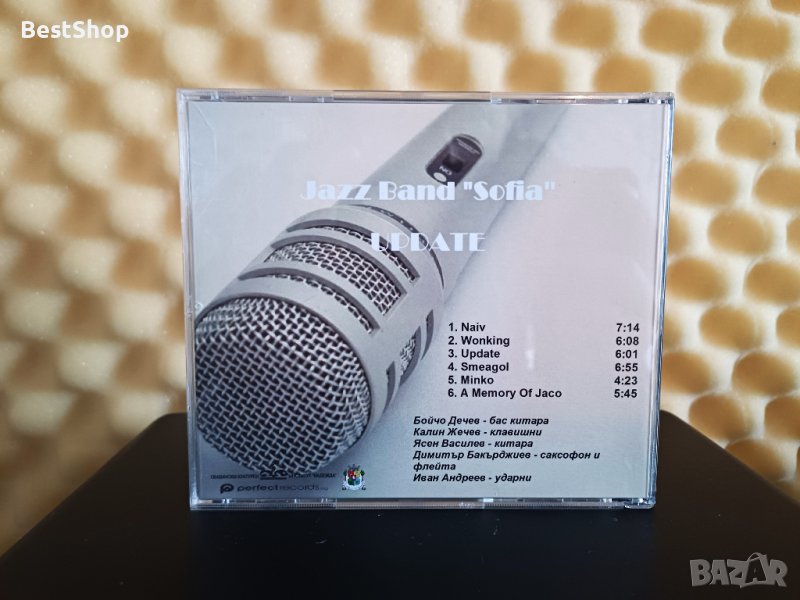 BestShop
NO
Jazz Band "Sofia"
UPDATE
1. Naiv 7:14
2. Wonking 6:08
3. Update 6:01
4. Smeagol 6:55
5. Minko 4:23
6. A Memory Of Jaco 5:45
Бойчо Дечев - бас китара
Калин Жечев - клавишни
Ясен Василев - китара
Димитър Бакърджиев - саксофон и
флейта
Иван Андреев - ударни
perfectrecords
BAZAR